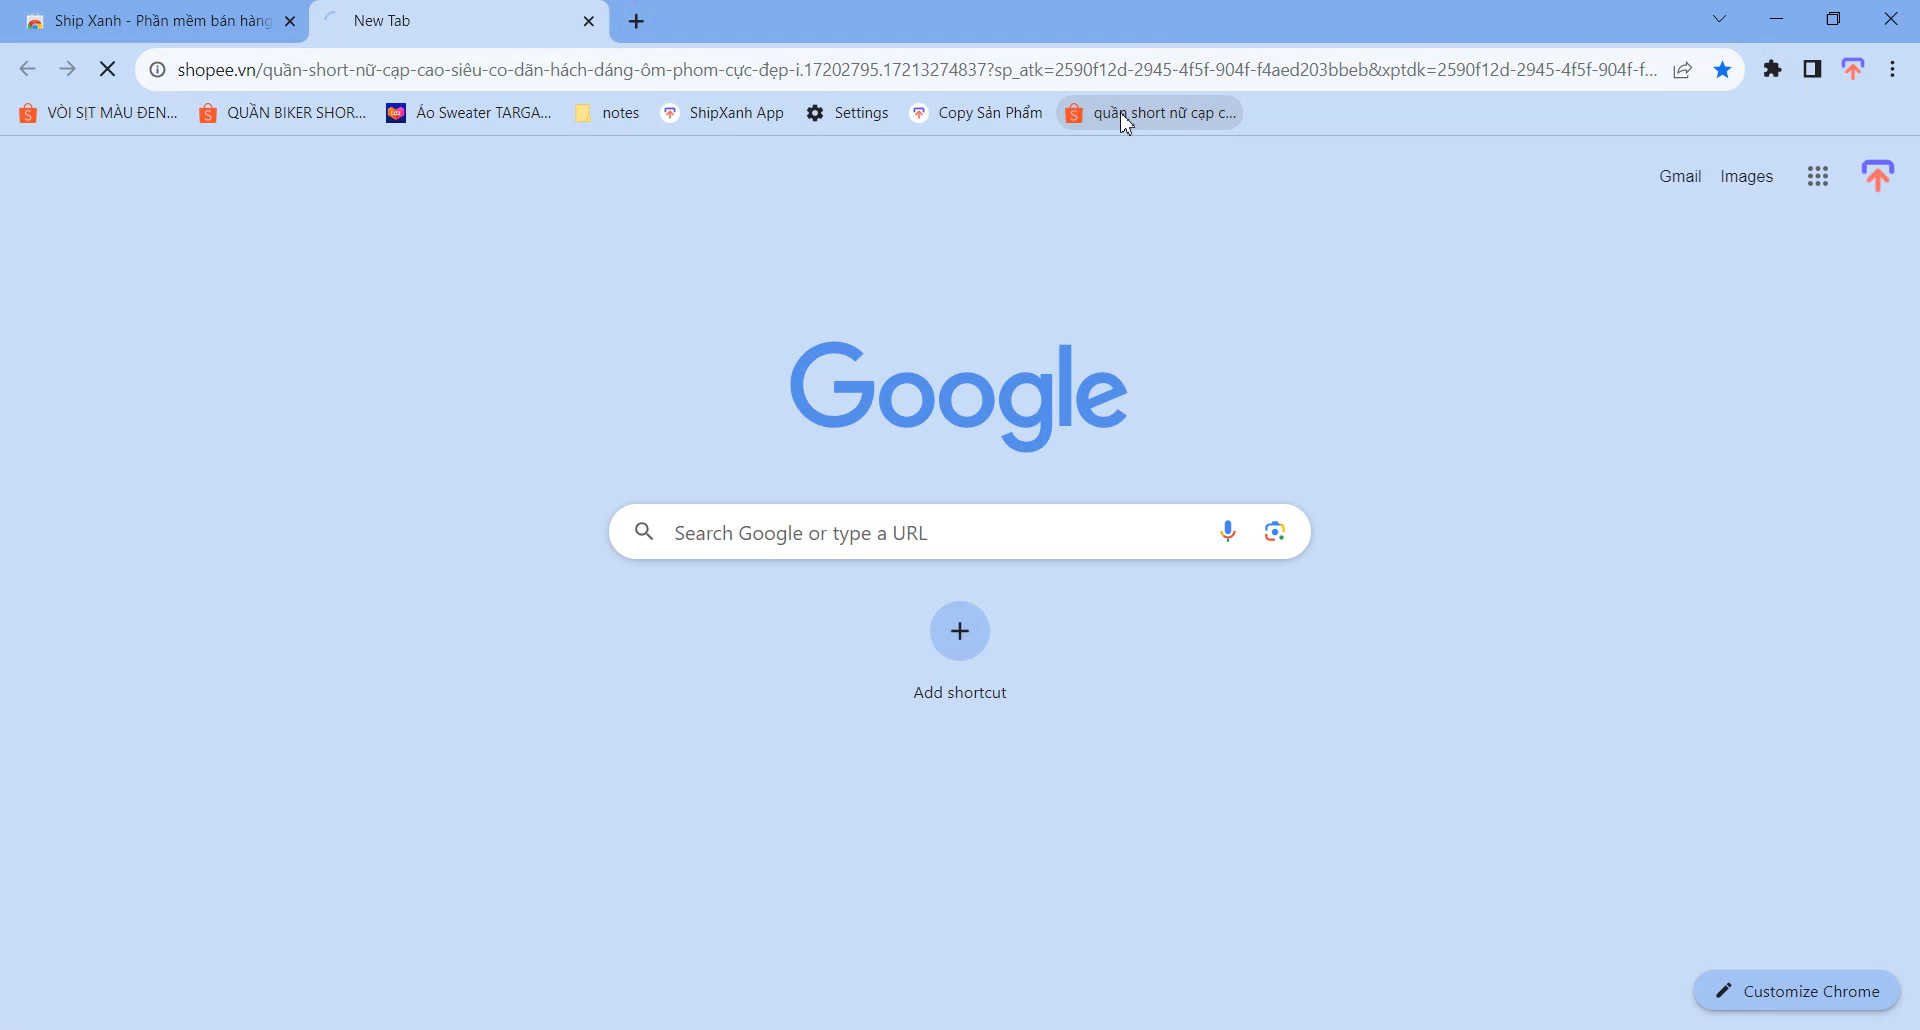 Ship Xanh - Phần mềm bán hàng
New Tab
shopee.vn/quần-short-nữ-cạp-cao-siêu-co-dãn-hách-dáng-ôm-phom-cực-đẹp-i.17202795.17213274837?sp_atk=2590f12d-2945-4f5f-904f-f4aed203bbeb&xptdk=2590f12d-2945-4f5f-904f-f...
VÒI SỊT MÀU ĐEN... QUẦN BIKER SHOR... Áo Sweater TARGA... notes ShipXanh App Settings Copy Sản Phẩm quần short nữ cạp c...
Gmail Images
Google
Search Google or type a URL
Add shortcut
Customize Chrome